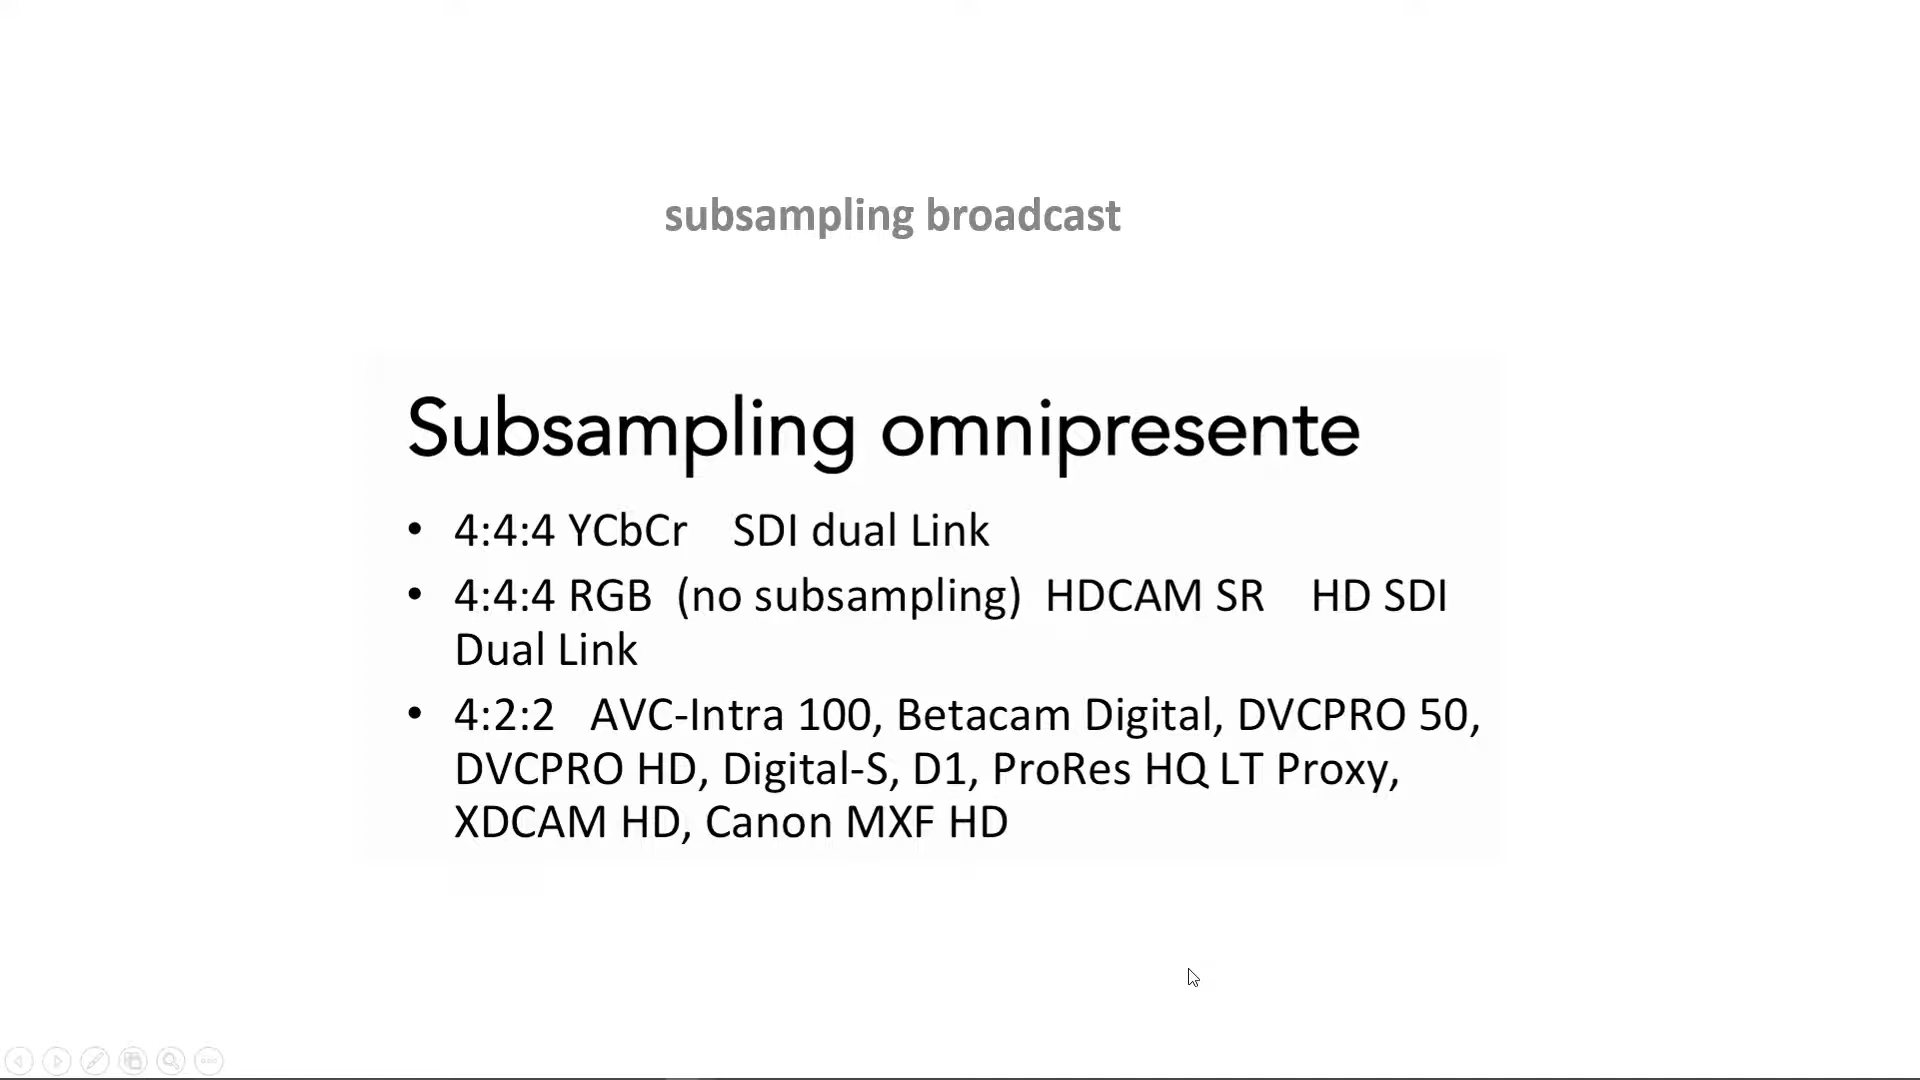 subsampling broadcast
Subsampling omnipresente
• 4:4:4 YCbCr SDI dual Link
• 4:4:4 RGB (no subsampling) HDCAM SR HD SDI
Dual Link
• 4:2:2 AVC-Intra 100, Betacam Digital, DVCPRO 50,
DVCPRO HD, Digital-S, D1, ProRes HQ LT Proxy,
XDCAM HD, Canon MXF HD